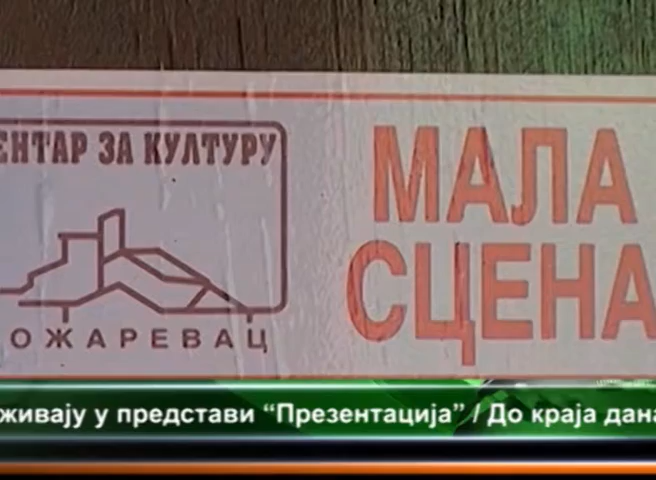 ЕНТАР ЗА КУЛТУРУ
ОЖАРЕВАЦ
МАЛА
СЦЕНА
живају у представи “Презентација” / До краја дана